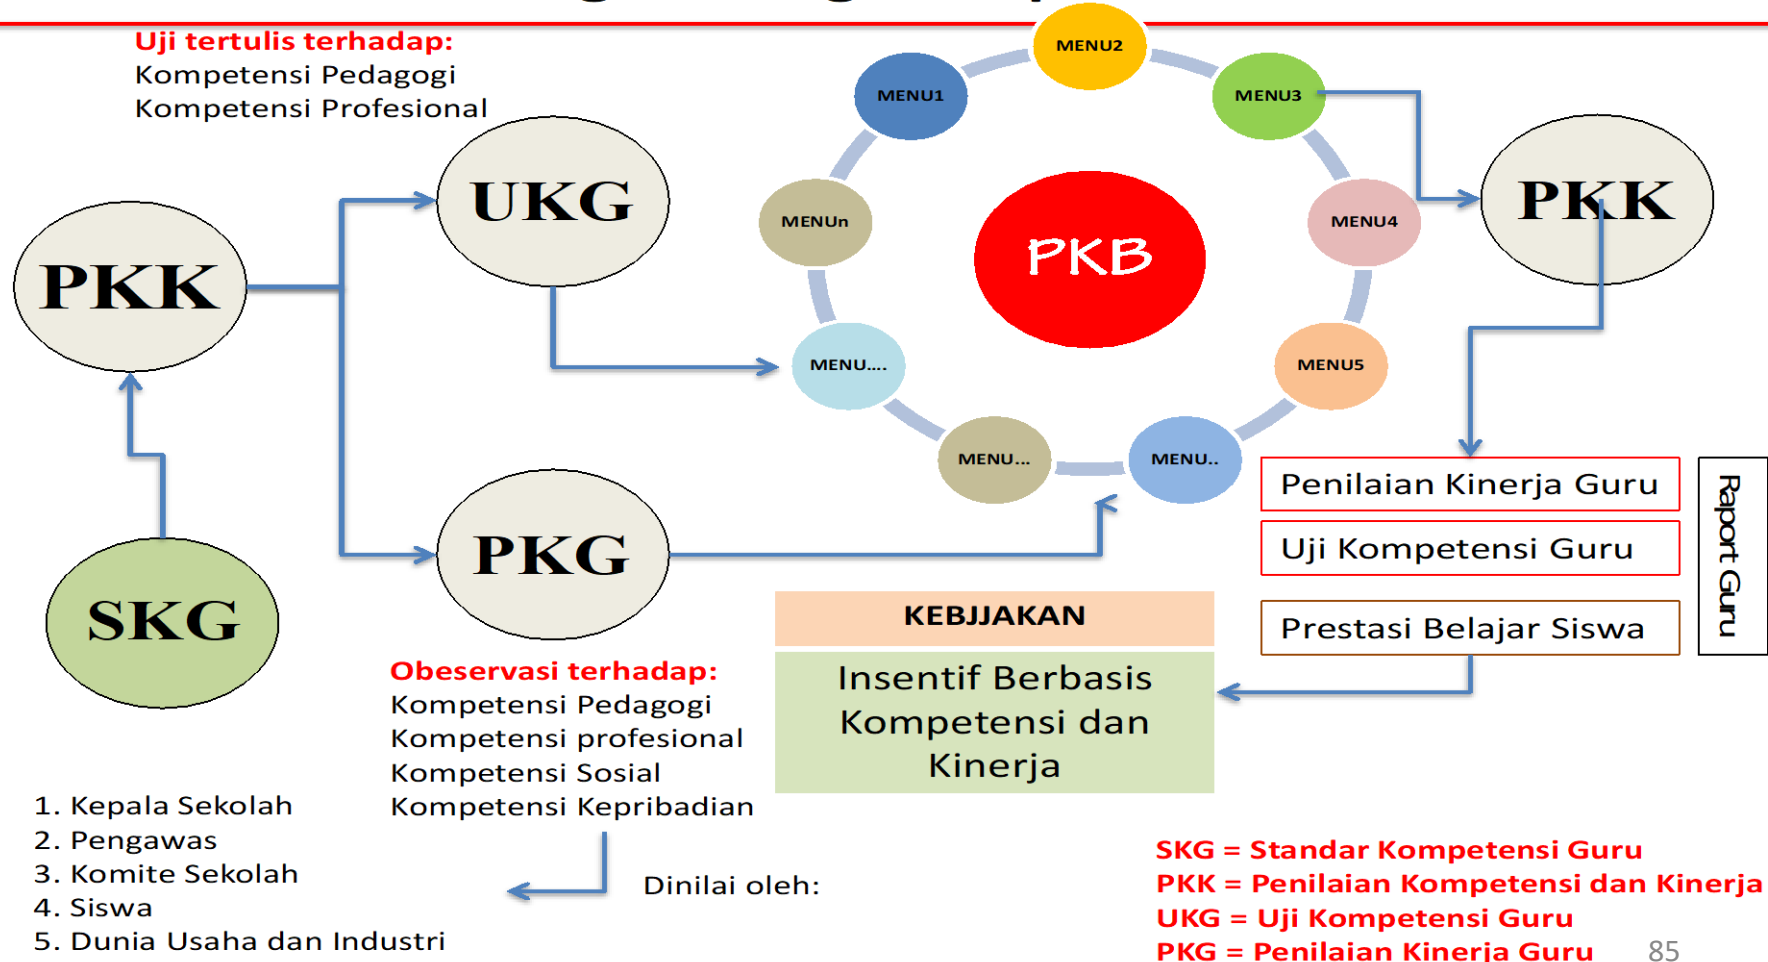 Uji tertulis terhadap:
Kompetensi Pedagogi
Kompetensi Profesional
MENU2
MENU1
MENU3
UKG
PKK
MENUn
PKB
MENU4
PKK
MENU....
MENU5
MENU...
MENU..
Penilaian Kinerja Guru
Uji Kompetensi Guru
Prestasi Belajar Siswa
Raport Guru
PKG
SKG
KEBJJAKAN
Insentif Berbasis
Kompetensi dan
Kinerja
Obeservasi terhadap:
Kompetensi Pedagogi
Kompetensi profesional
Kompetensi Sosial
Kompetensi Kepribadian
Dinilai oleh:
1. Kepala Sekolah
2. Pengawas
3. Komite Sekolah
4. Siswa
5. Dunia Usaha dan Industri
SKG = Standar Kompetensi Guru
PKK = Penilaian Kompetensi dan Kinerja
UKG = Uji Kompetensi Guru
PKG = Penilaian Kinerja Guru
85